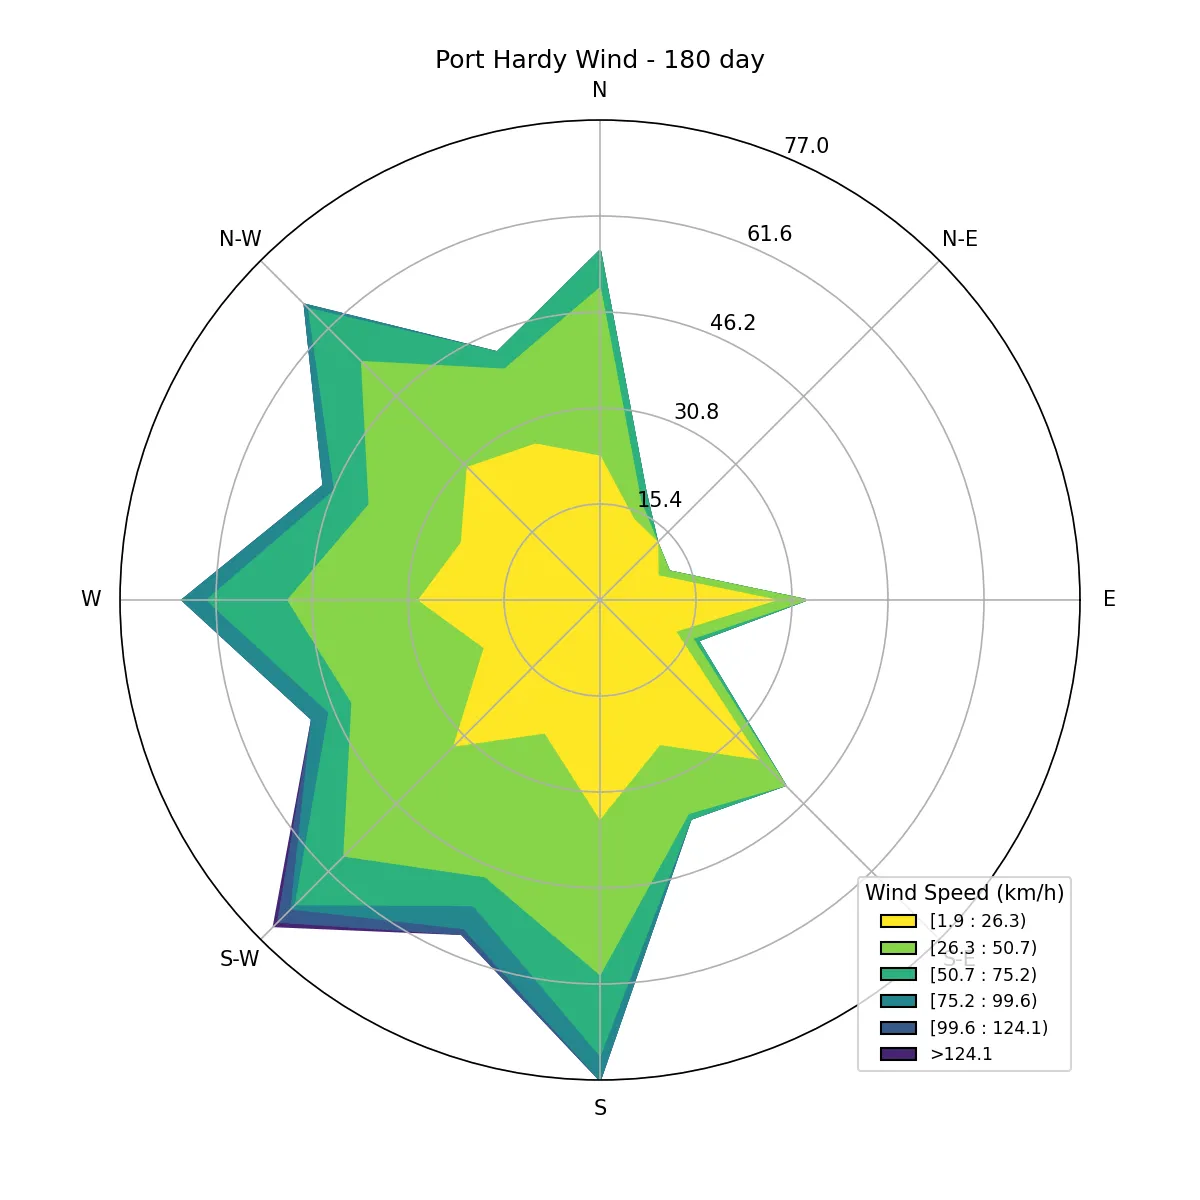 Port Hardy Wind - 180 day
N
77.0
N-W
61.6
N-E
46.2
30.8
15.4
W
E
S-W
S-E
S
Wind Speed (km/h)
[1.9 : 26.3)
[26.3 : 50.7)
[50.7 : 75.2)
[75.2 : 99.6)
[99.6 : 124.1)
>124.1